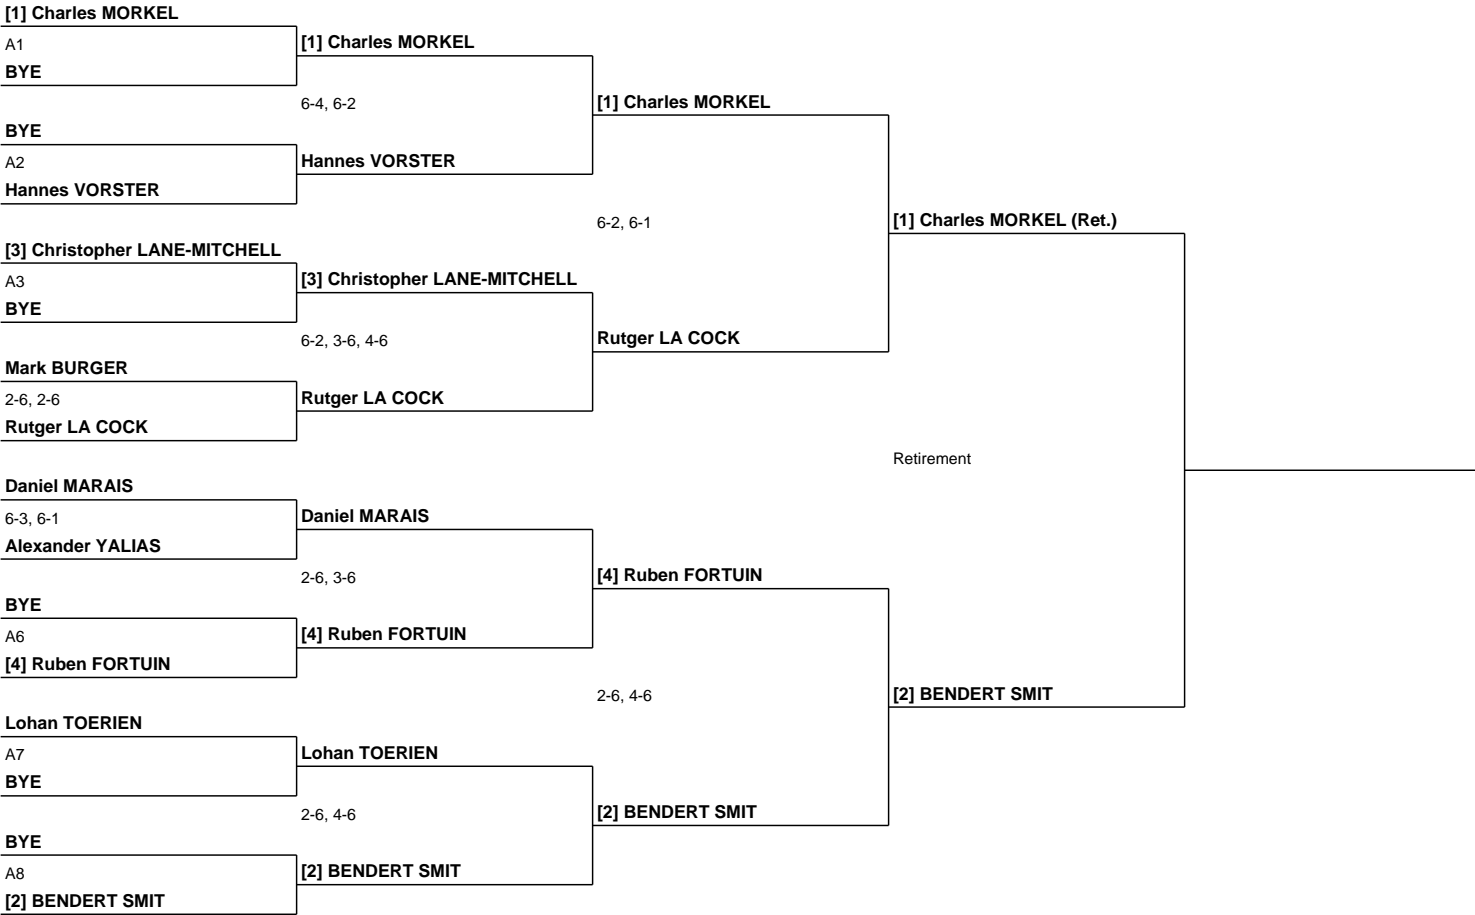 [1] Charles MORKEL
A1
BYE
BYE
A2
Hannes VORSTER
[3] Christopher LANE-MITCHELL
A3
BYE
Mark BURGER
2-6, 2-6
Rutger LA COCK
Daniel MARAIS
6-3, 6-1
Alexander YALIAS
BYE
A6
[4] Ruben FORTUIN
Lohan TOERIEN
A7
BYE
BYE
A8
[2] BENDERT SMIT
[1] Charles MORKEL
6-4, 6-2
Hannes VORSTER
[3] Christopher LANE-MITCHELL
6-2, 3-6, 4-6
Rutger LA COCK
Daniel MARAIS
2-6, 3-6
[4] Ruben FORTUIN
Lohan TOERIEN
2-6, 4-6
[2] BENDERT SMIT
[1] Charles MORKEL
6-2, 6-1
Rutger LA COCK
[4] Ruben FORTUIN
2-6, 4-6
[2] BENDERT SMIT
[1] Charles MORKEL (Ret.)
Retirement
[2] BENDERT SMIT